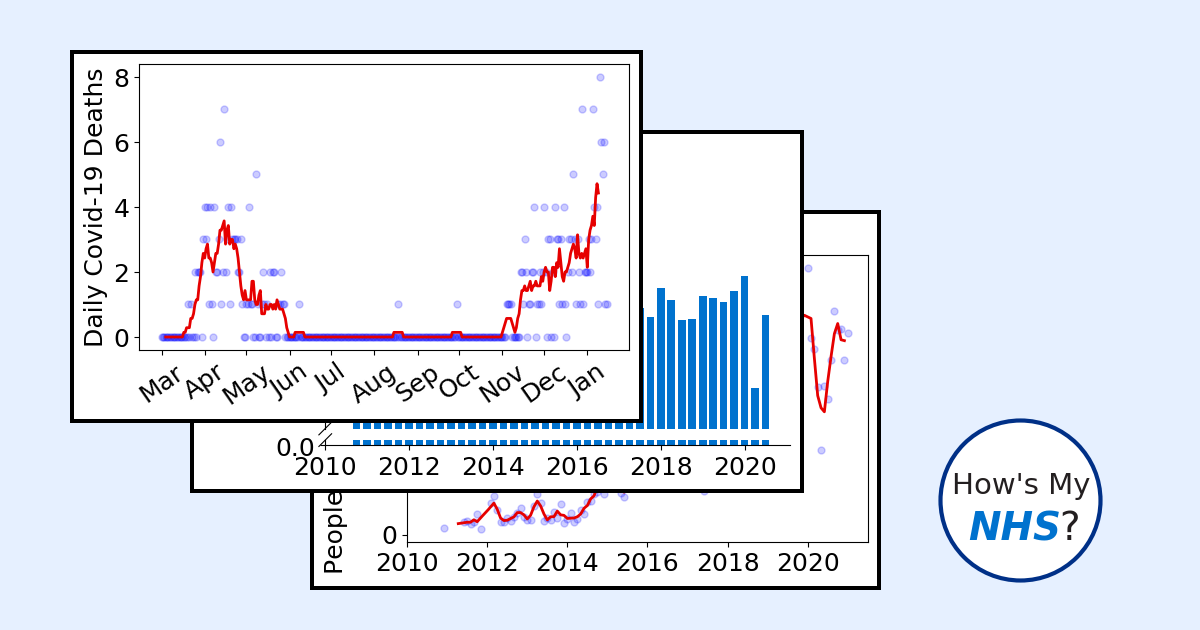 Daily Covid-19 Deaths
8
6
4
2
0
Mar Apr May Jun Jul Aug Sep Oct Nov Dec Jan
0.0
2010 2012 2014 2016 2018 2020
People
0
2010 2012 2014 2016 2018 2020
How's My
NHS?